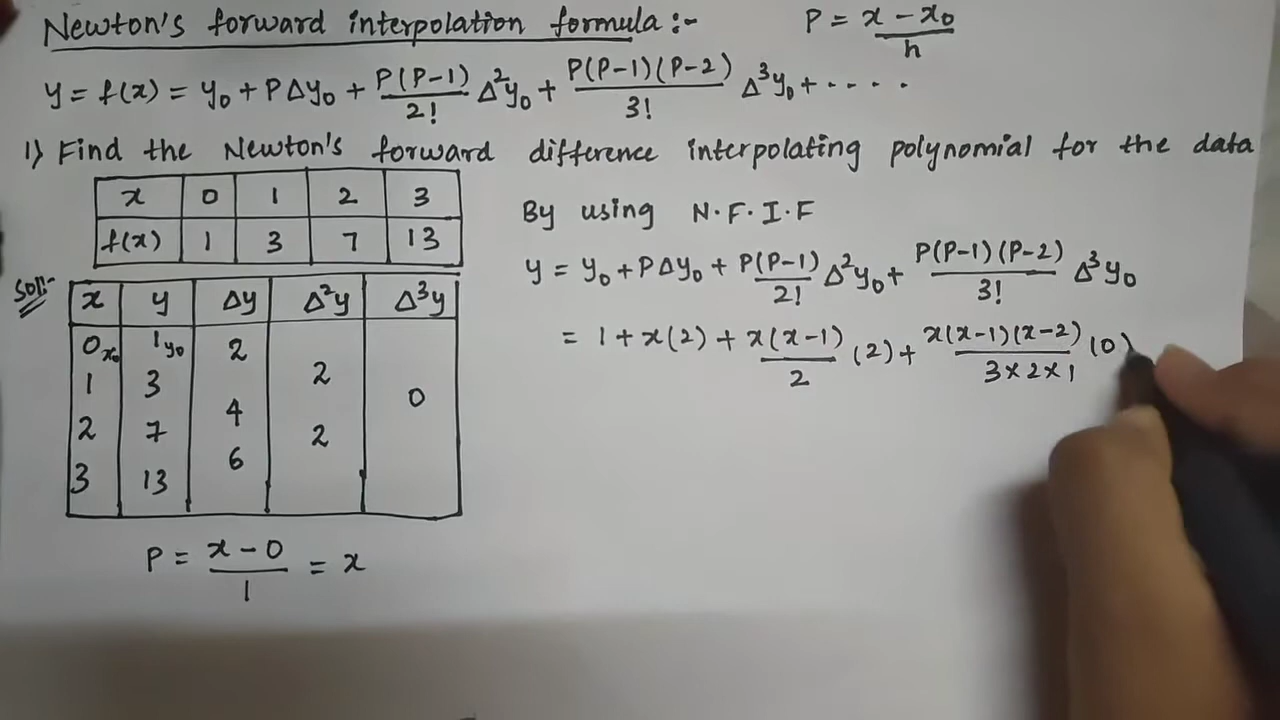 Newton's forward interpolation formula :-
P = x - x₀ / h
y = f(x) = y₀ + PΔy₀ + P(P-1)/2! Δ²y₀ + P(P-1)(P-2)/3! Δ³y₀ + - - - .
1) Find the Newton's forward difference interpolating polynomial for the data
x 0 1 2 3
f(x) 1 3 7 13
Soln:-
x y Δy Δ²y Δ³y
0 x₀ 1 y₀ 2
1 3 2
4 0
2 7 2
6
3 13
P = x - 0 / 1 = x
By using N.F.I.F
y = y₀ + PΔy₀ + P(P-1)/2! Δ²y₀ + P(P-1)(P-2)/3! Δ³y₀
= 1 + x(2) + x(x-1)/2 (2) + x(x-1)(x-2)/3×2×1 (0)